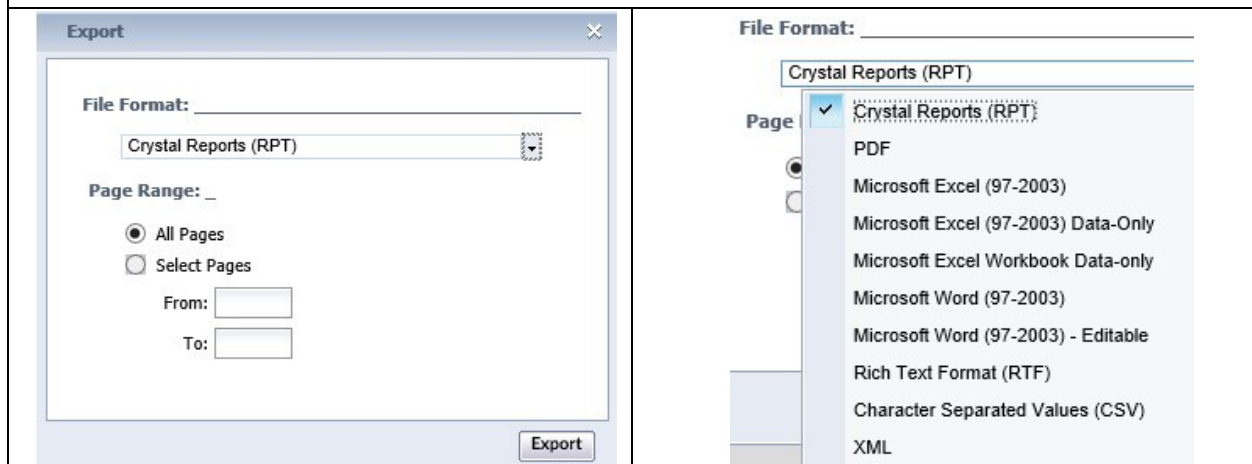 Export
File Format:
Crystal Reports (RPT)
Page Range: _
All Pages
Select Pages
From:
To:
Export
File Format:
Crystal Reports (RPT)
Page
Crystal Reports (RPT)
PDF
Microsoft Excel (97-2003)
Microsoft Excel (97-2003) Data-Only
Microsoft Excel Workbook Data-only
Microsoft Word (97-2003)
Microsoft Word (97-2003) - Editable
Rich Text Format (RTF)
Character Separated Values (CSV)
XML